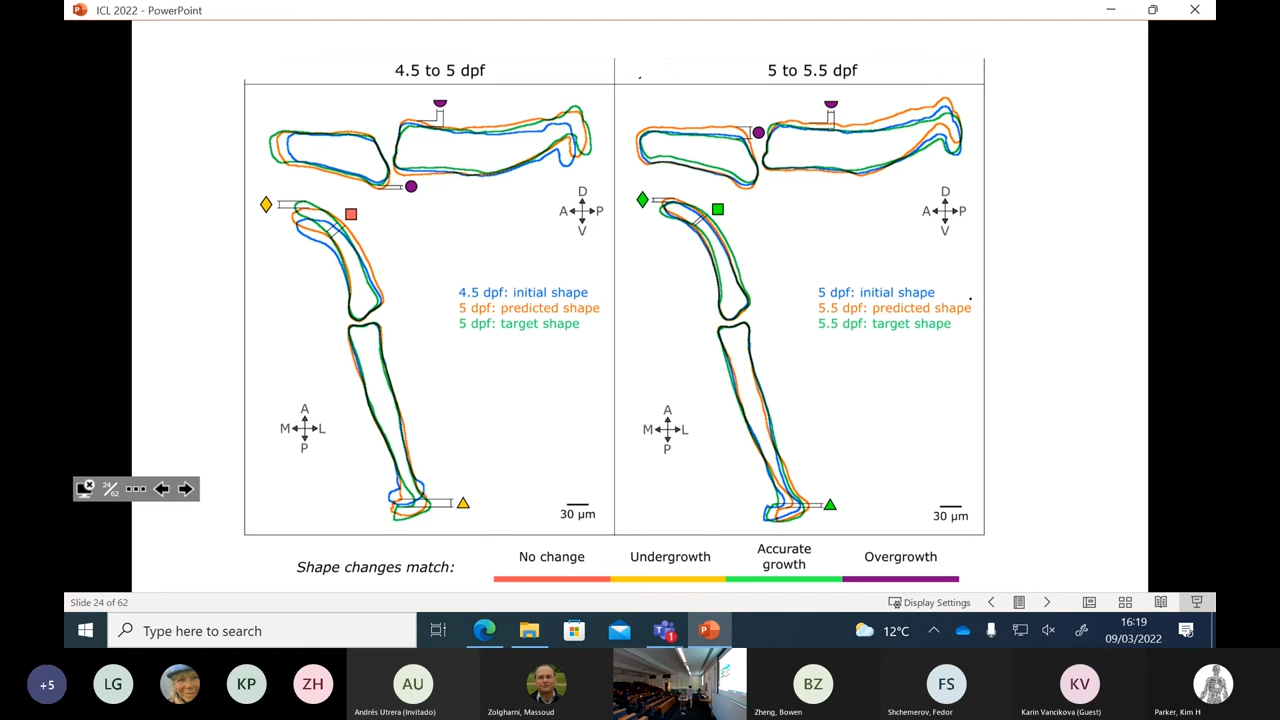 ICL 2022 - PowerPoint
4.5 to 5 dpf
5 to 5.5 dpf
D
A P
V
D
A P
V
4.5 dpf: initial shape
5 dpf: predicted shape
5 dpf: target shape
5 dpf: initial shape
5.5 dpf: predicted shape
5.5 dpf: target shape
A
M L
P
A
M L
P
30 µm
30 µm
24/62
Shape changes match:
No change
Undergrowth
Accurate
growth
Overgrowth
Slide 24 of 62
Display Settings
Type here to search
1
12°C
16:19
09/03/2022
+5
LG
KP
ZH
AU
BZ
FS
KV
Andrés Utrera (Invitado)
Zolgharni, Massoud
Zheng, Bowen
Shchemerov, Fedor
Karin Vancikova (Guest)
Parker, Kim H